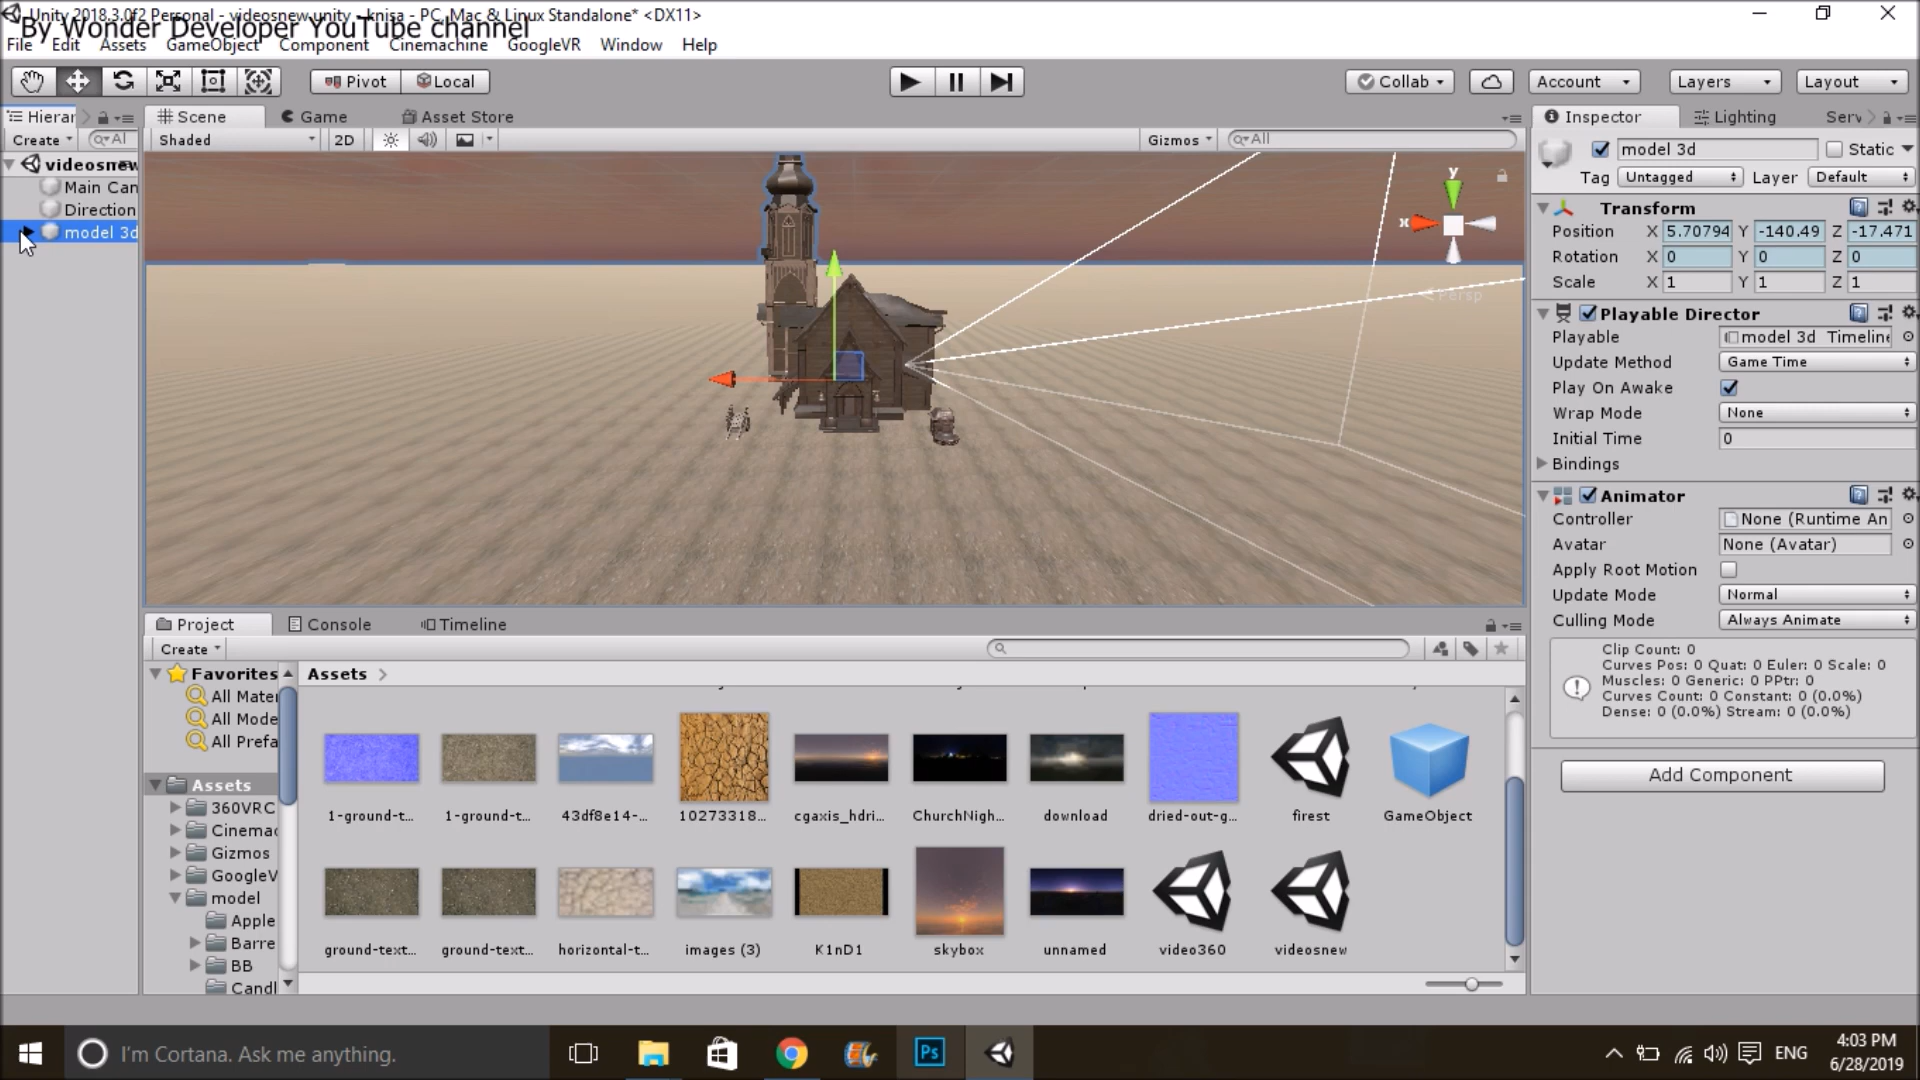 Unity 2018.3.0f2 Personal - videosnew.unity - knisa - PC, Mac & Linux Standalone* <DX11>
By Wonder Developer YouTube channel
File Edit Assets GameObject Component Cinemachine GoogleVR Window Help
Pivot Local Collab Account Layers Layout
Hierar Scene Game Asset Store Inspector Lighting Serv
Create All Shaded 2D Gizmos All
videosnew
Main Can
Direction
model 3d
y
x
Persp
model 3d Static
Tag Untagged Layer Default
Transform
Position X 5.70794 Y -140.49 Z -17.471
Rotation X 0 Y 0 Z 0
Scale X 1 Y 1 Z 1
Playable Director
Playable model 3d Timeline
Update Method Game Time
Play On Awake
Wrap Mode None
Initial Time 0
Bindings
Animator
Controller None (Runtime An
Avatar None (Avatar)
Apply Root Motion
Update Mode Normal
Culling Mode Always Animate
Clip Count: 0
Curves Pos: 0 Quat: 0 Euler: 0 Scale: 0
Muscles: 0 Generic: 0 PPtr: 0
Curves Count: 0 Constant: 0 (0.0%)
Dense: 0 (0.0%) Stream: 0 (0.0%)
Add Component
Project Console Timeline
Create
Favorites
All Mater
All Mode
All Prefa
Assets
360VRC
Cinemac
Gizmos
GoogleV
model
Apple
Barre
BB
Candl
Assets
1-ground-t... 1-ground-t... 43df8e14-... 10273318... cgaxis_hdri... ChurchNigh... download dried-out-g... firest GameObject
ground-text... ground-text... horizontal-t... images (3) K1nD1 skybox unnamed video360 videosnew
I'm Cortana. Ask me anything.
Ps
ENG
4:03 PM
6/28/2019